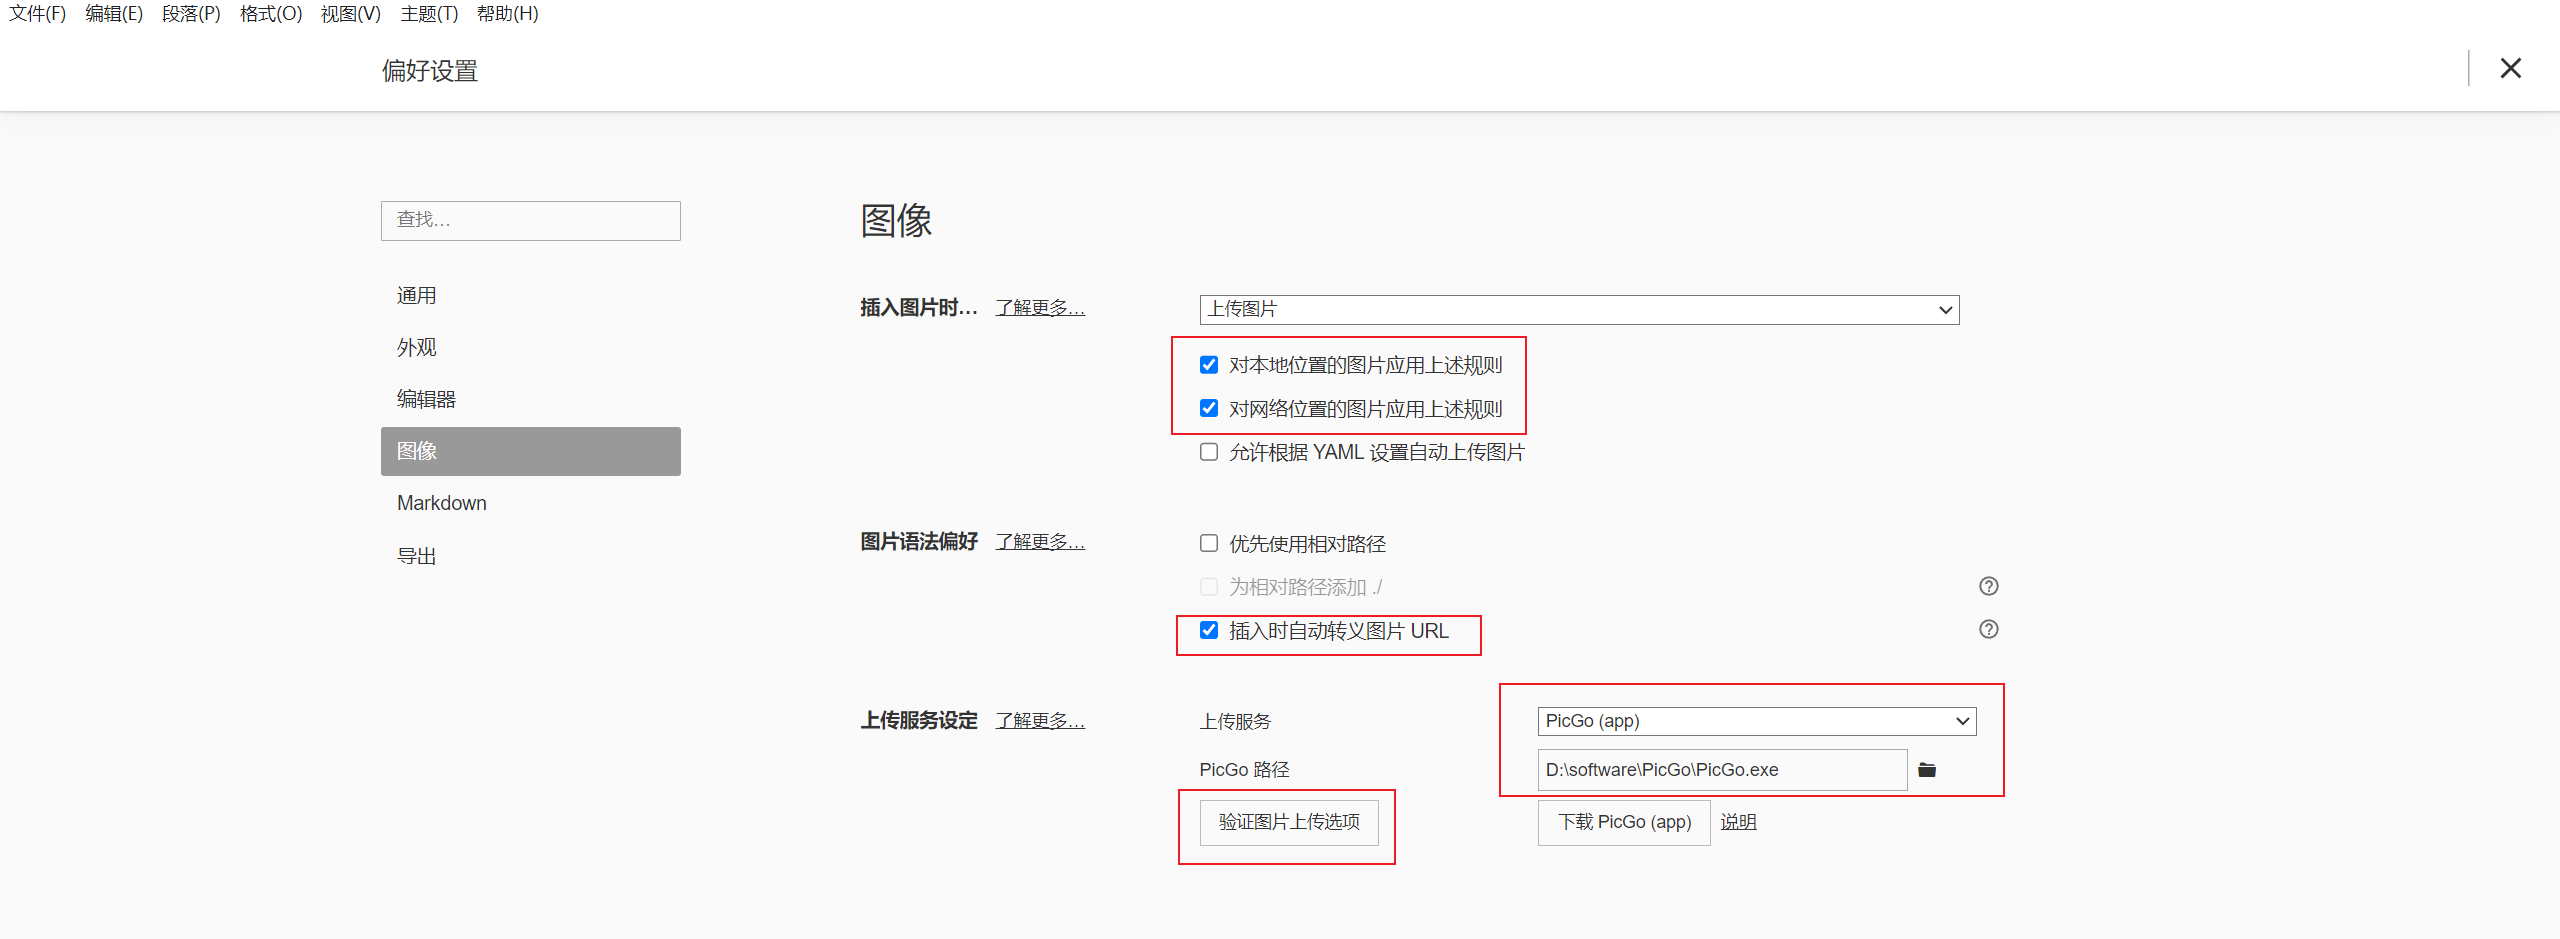 文件(F) 编辑(E) 段落(P) 格式(O) 视图(V) 主题(T) 帮助(H)
偏好设置
查找...
通用
外观
编辑器
图像
Markdown
导出
图像
插入图片时... 了解更多... 上传图片
对本地位置的图片应用上述规则
对网络位置的图片应用上述规则
允许根据 YAML 设置自动上传图片
图片语法偏好 了解更多... 优先使用相对路径
为相对路径添加 ./
插入时自动转义图片 URL
上传服务设定 了解更多... 上传服务 PicGo (app)
PicGo 路径 D:\software\PicGo\PicGo.exe
验证图片上传选项 下载 PicGo (app) 说明